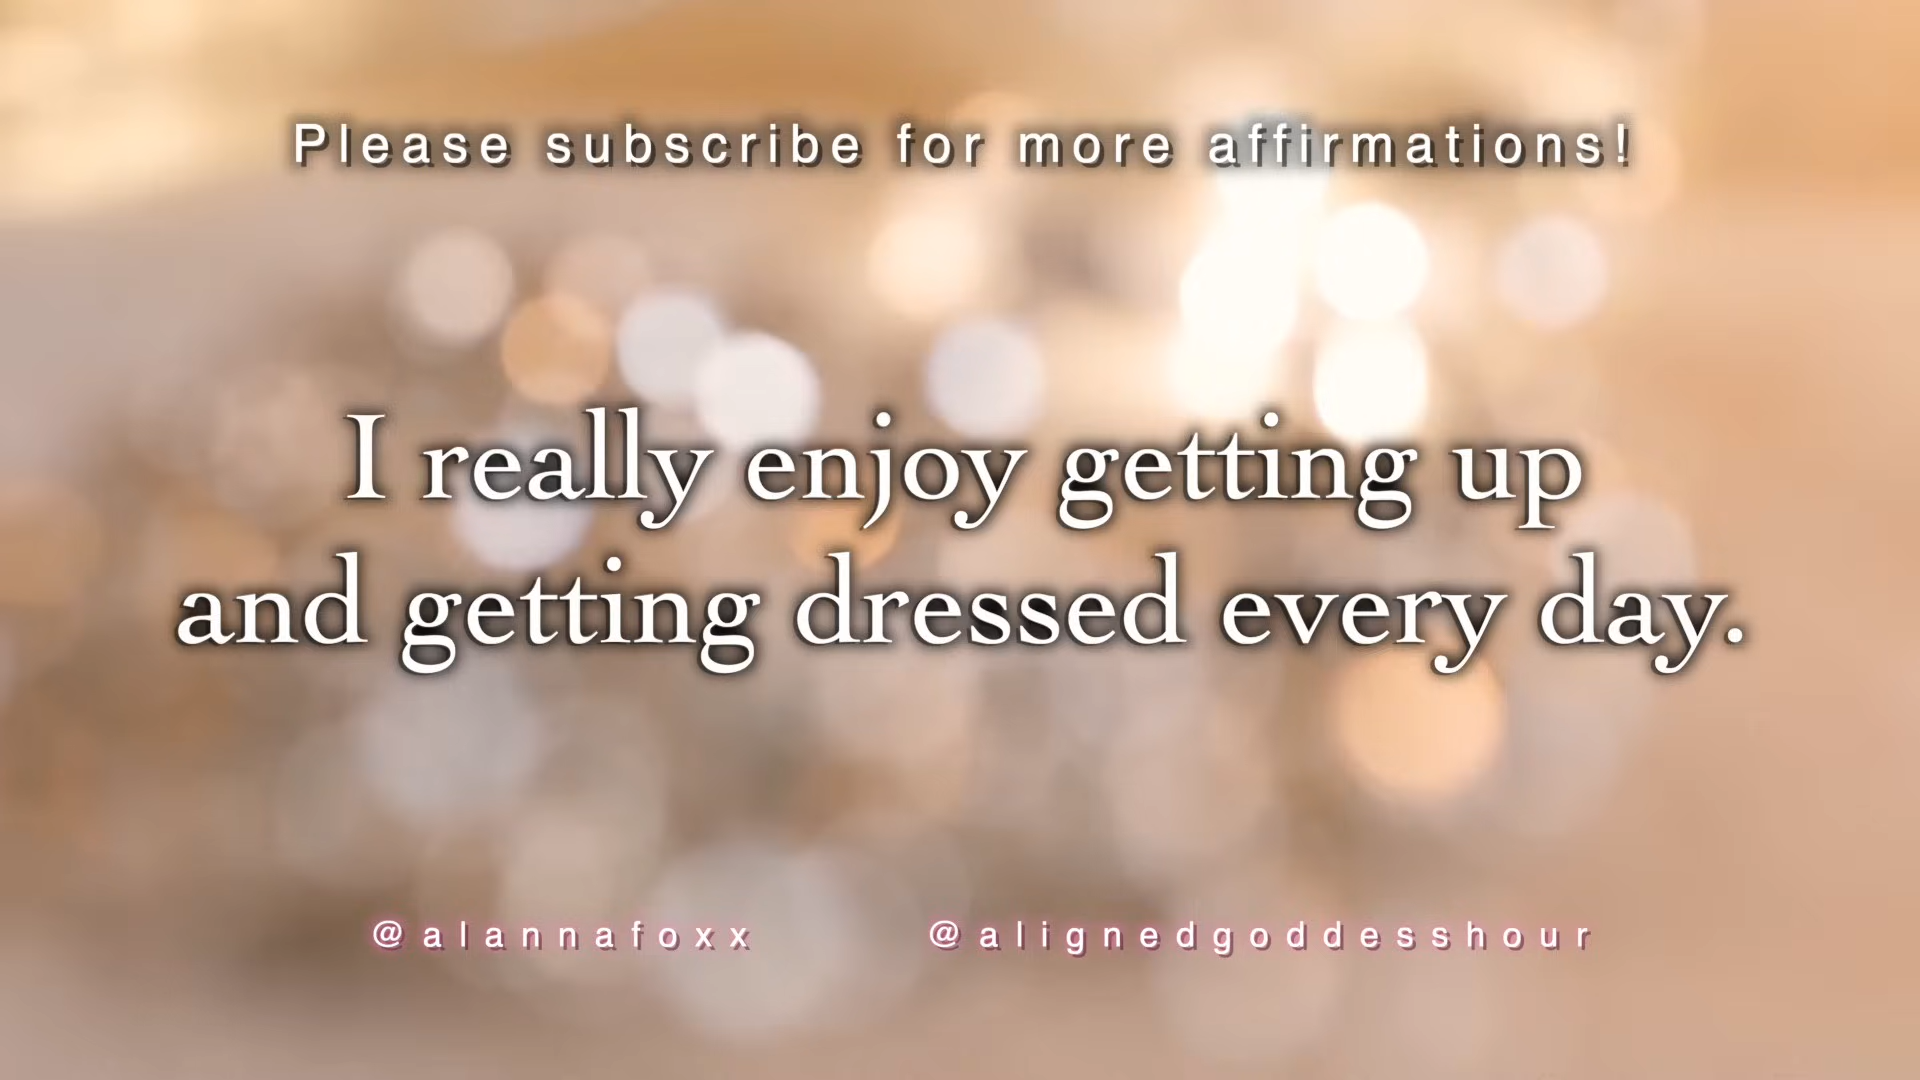 Please subscribe for more affirmations!
I really enjoy getting up
and getting dressed every day.
@alannafoxx @alignedgoddesshour